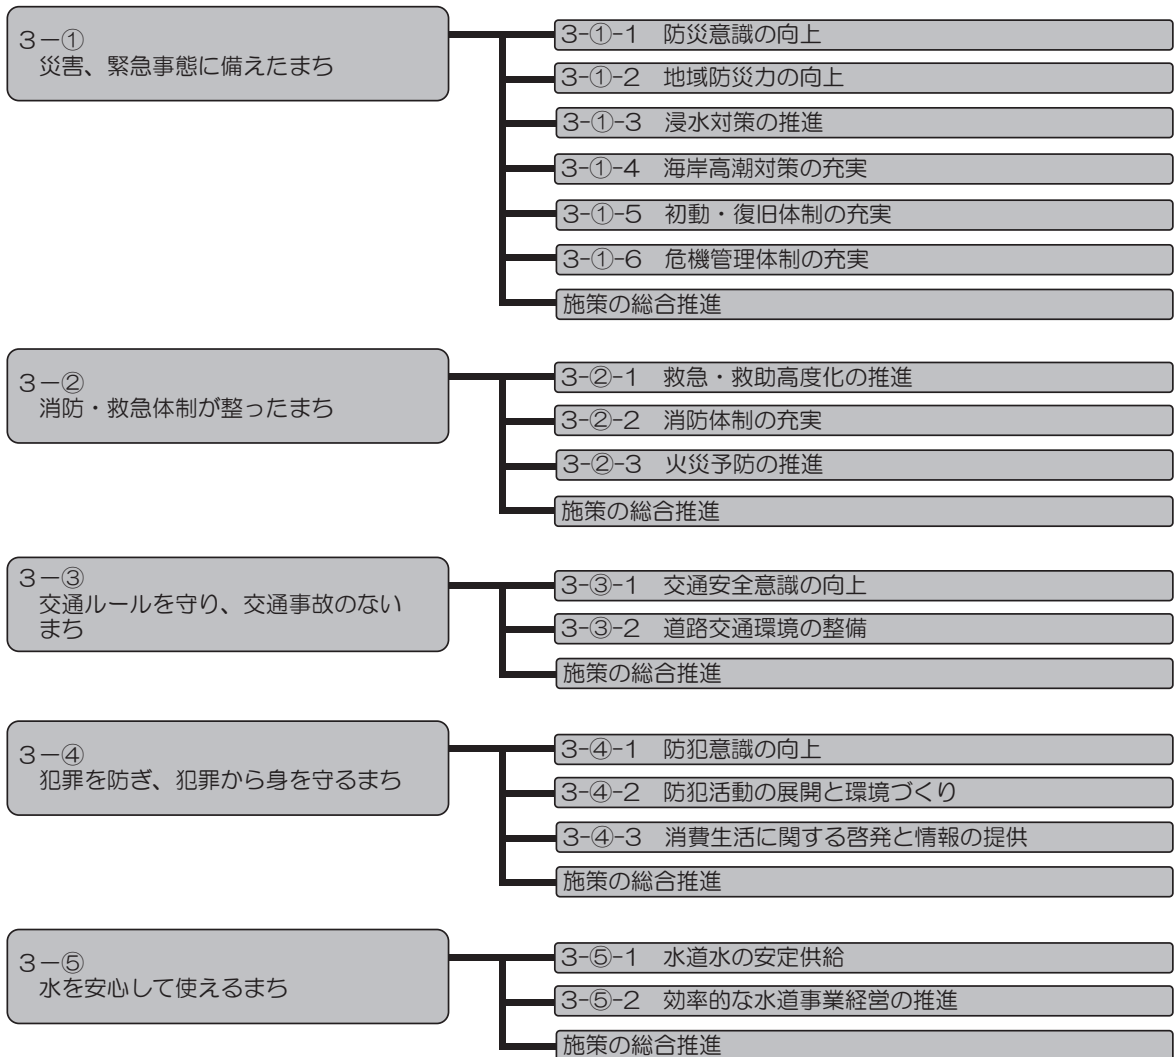 3－①
災害、緊急事態に備えたまち
3-①-1　防災意識の向上
3-①-2　地域防災力の向上
3-①-3　浸水対策の推進
3-①-4　海岸高潮対策の充実
3-①-5　初動・復旧体制の充実
3-①-6　危機管理体制の充実
施策の総合推進
3－②
消防・救急体制が整ったまち
3-②-1　救急・救助高度化の推進
3-②-2　消防体制の充実
3-②-3　火災予防の推進
施策の総合推進
3－③
交通ルールを守り、交通事故のない
まち
3-③-1　交通安全意識の向上
3-③-2　道路交通環境の整備
施策の総合推進
3－④
犯罪を防ぎ、犯罪から身を守るまち
3-④-1　防犯意識の向上
3-④-2　防犯活動の展開と環境づくり
3-④-3　消費生活に関する啓発と情報の提供
施策の総合推進
3－⑤
水を安心して使えるまち
3-⑤-1　水道水の安定供給
3-⑤-2　効率的な水道事業経営の推進
施策の総合推進